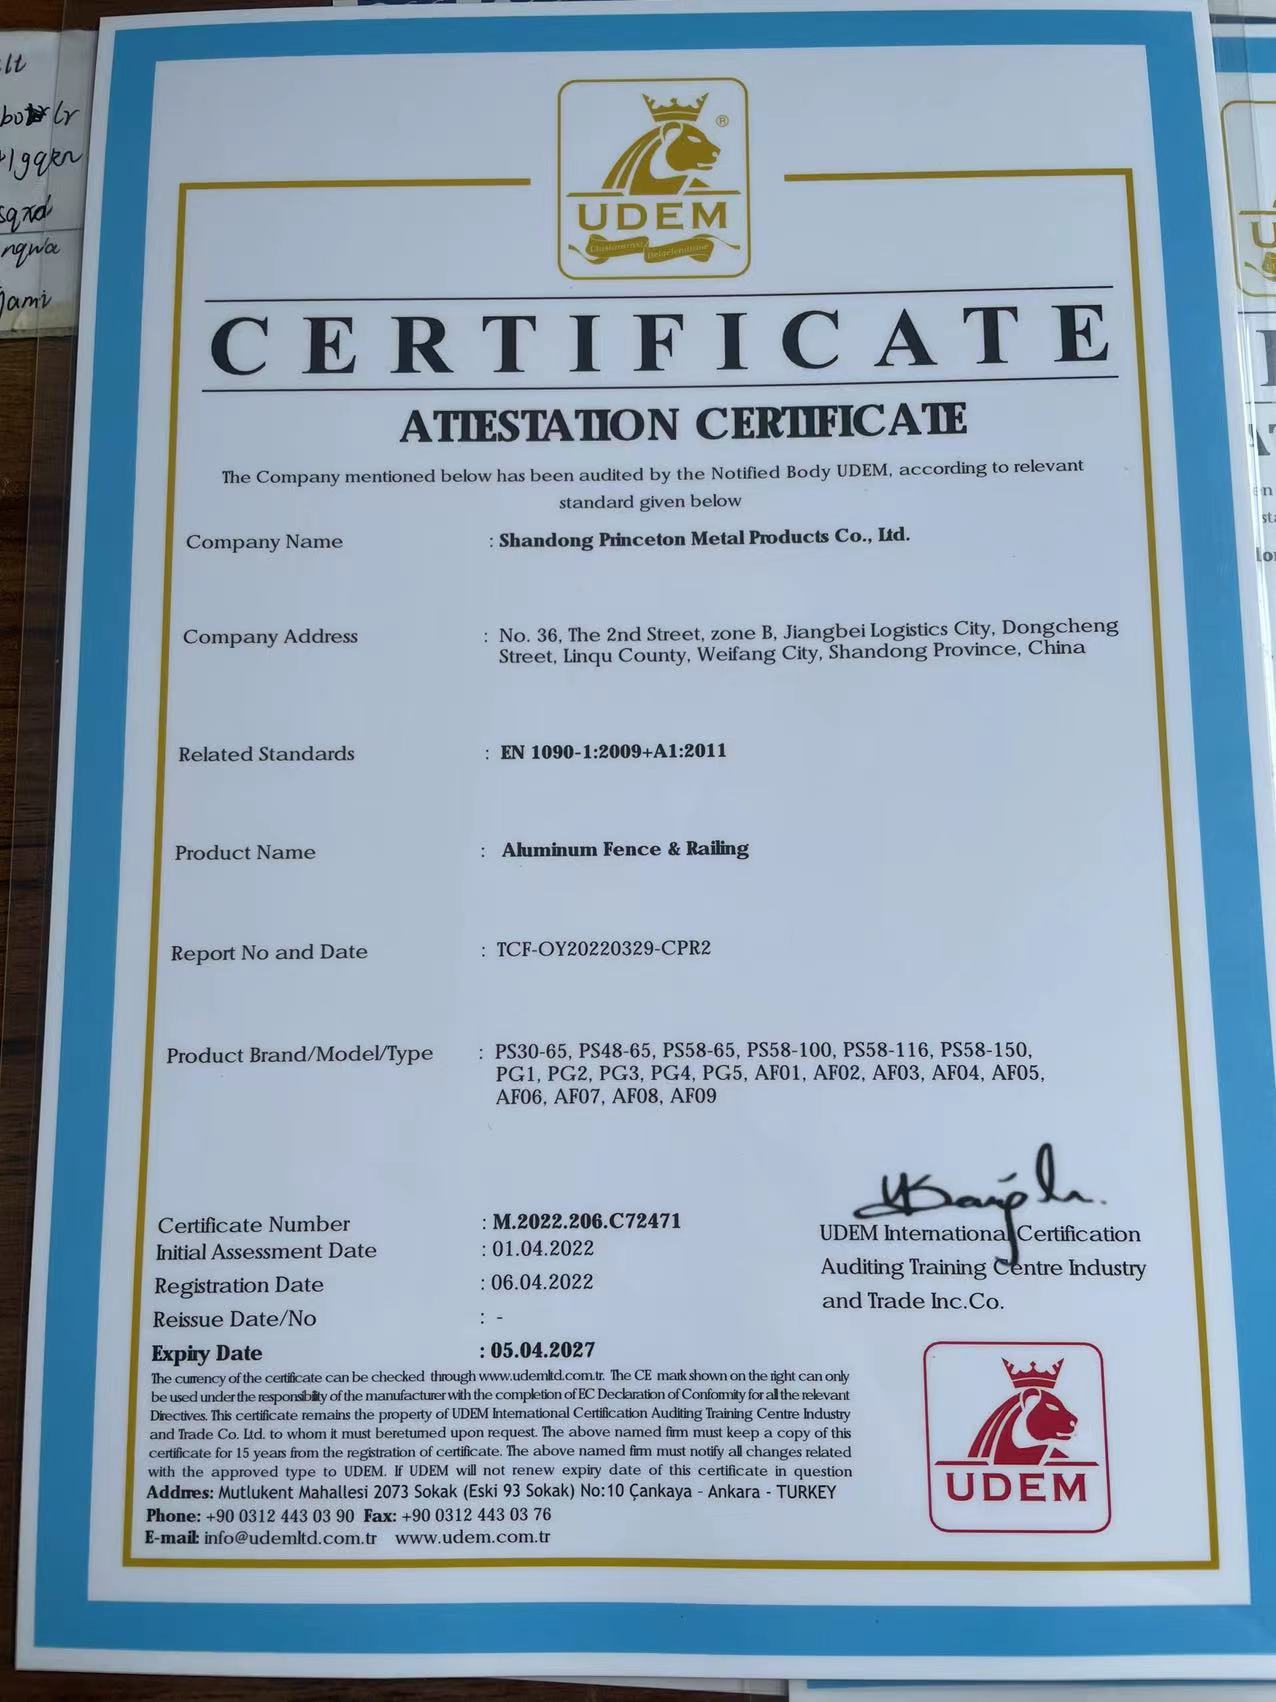 UDEM
Uluslararası Belgelendirme
CERTIFICATE
ATTESTATION CERTIFICATE
The Company mentioned below has been audited by the Notified Body UDEM, according to relevant
standard given below
Company Name : Shandong Princeton Metal Products Co., Ltd.
Company Address : No. 36, The 2nd Street, zone B, Jiangbei Logistics City, Dongcheng
Street, Linqu County, Weifang City, Shandong Province, China
Related Standards : EN 1090-1:2009+A1:2011
Product Name : Aluminum Fence & Railing
Report No and Date : TCF-OY20220329-CPR2
Product Brand/Model/Type : PS30-65, PS48-65, PS58-65, PS58-100, PS58-116, PS58-150,
PG1, PG2, PG3, PG4, PG5, AF01, AF02, AF03, AF04, AF05,
AF06, AF07, AF08, AF09
Certificate Number : M.2022.206.C72471
Initial Assessment Date : 01.04.2022
Registration Date : 06.04.2022
Reissue Date/No : -
Expiry Date : 05.04.2027
UDEM International Certification
Auditing Training Centre Industry
and Trade Inc.Co.
The currency of the certificate can be checked through www.udemltd.com.tr. The CE mark shown on the right can only
be used under the responsibility of the manufacturer with the completion of EC Declaration of Conformity for all the relevant
Directives. This certificate remains the property of UDEM International Certification Auditing Training Centre Industry
and Trade Co. Ltd. to whom it must bereturned upon request. The above named firm must keep a copy of this
certificate for 15 years from the registration of certificate. The above named firm must notify all changes related
with the approved type to UDEM. If UDEM will not renew expiry date of this certificate in question
Addrres: Mutlukent Mahallesi 2073 Sokak (Eski 93 Sokak) No:10 Çankaya - Ankara - TURKEY
Phone: +90 0312 443 03 90 Fax: +90 0312 443 03 76
E-mail: info@udemltd.com.tr www.udem.com.tr
UDEM